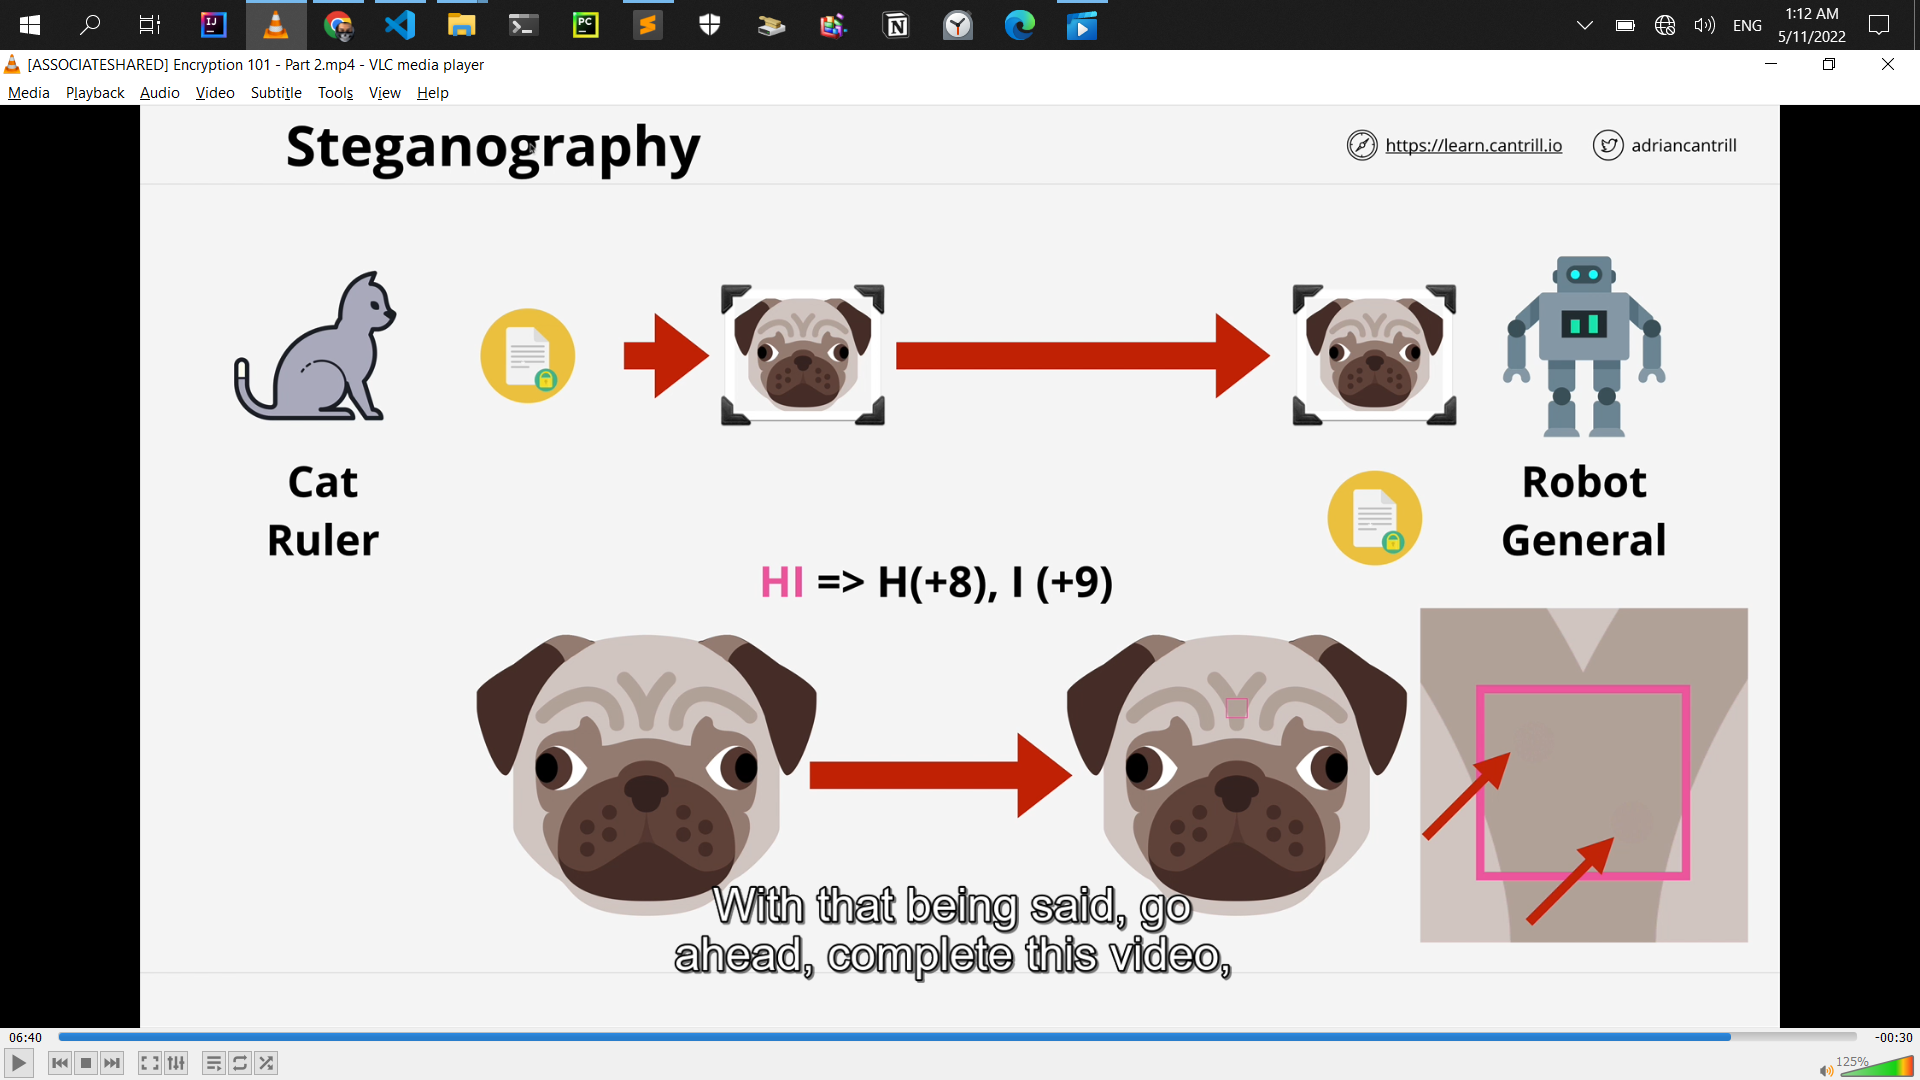 IJ
PC
N
ENG
1:12 AM
5/11/2022
[ASSOCIATESHARED] Encryption 101 - Part 2.mp4 - VLC media player
Media Playback Audio Video Subtitle Tools View Help
Steganography
https://learn.cantrill.io
adriancantrill
Cat
Ruler
Robot
General
HI => H(+8), I (+9)
With that being said, go
ahead, complete this video,
06:40
-00:30
125%